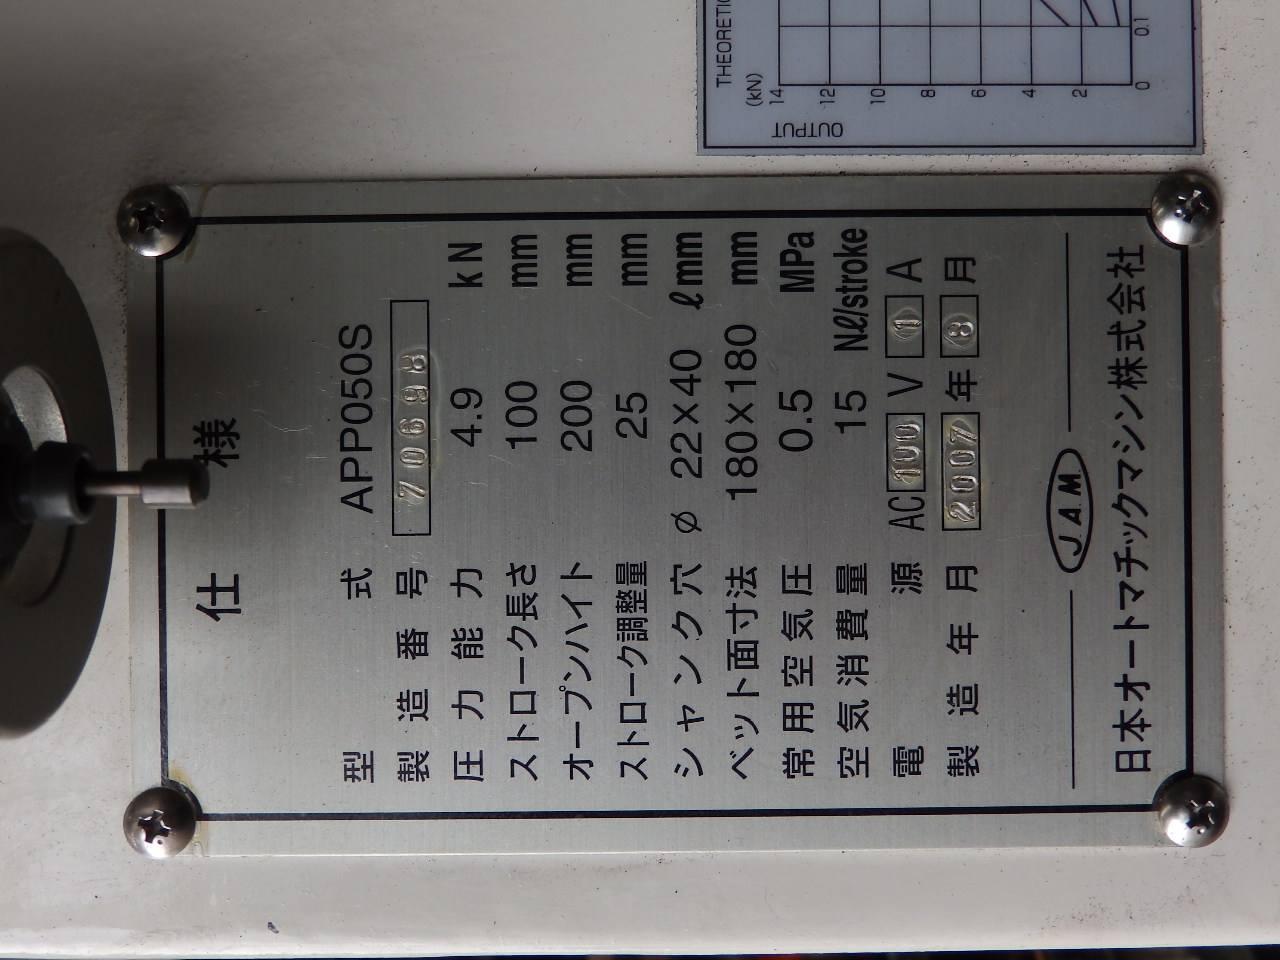 仕 様
型式 APP050S
製造番号 70698
圧力能力 4.9 kN
ストローク長さ 100 mm
オープンハイト 200 mm
ストローク調整量 25 mm
シャンク穴 ø 22×40 ℓ mm
ベット面寸法 180×180 mm
常用空気圧 0.5 MPa
空気消費量 15 Nℓ/stroke
電源 AC 100 V 1 A
製造年月 2007 年 8 月
J.A.M.
日本オートマチックマシン株式会社
(kN)
14
12
10
8
6
4
2
0
0.1
OUTPUT